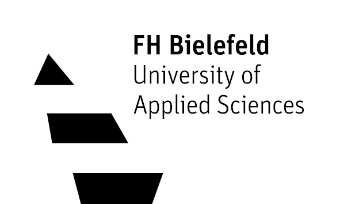 FH Bielefeld
University of
Applied Sciences